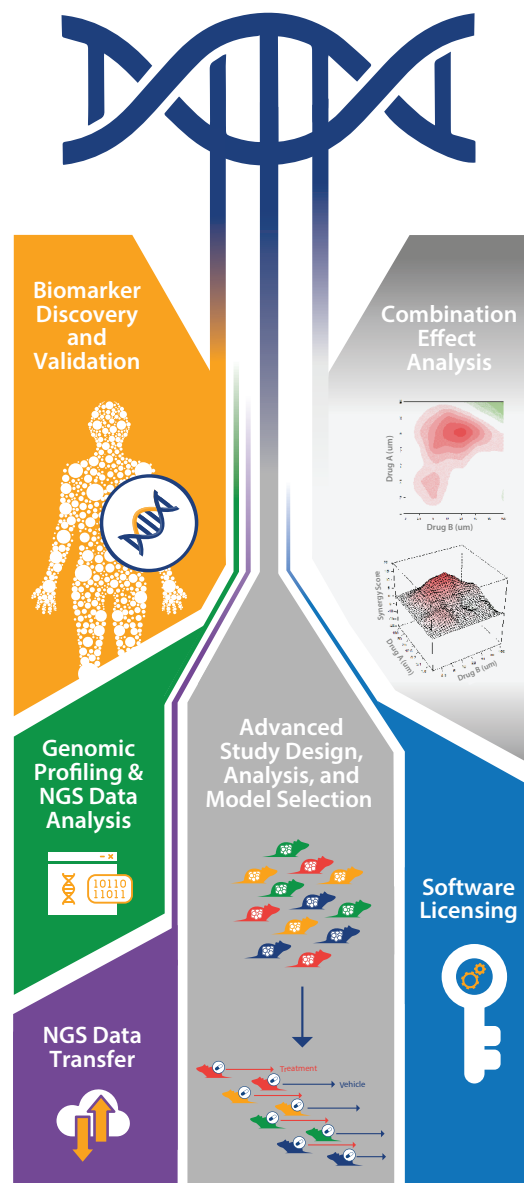 Biomarker
Discovery
and
Validation
Combination
Effect
Analysis
Drug A (um)
Drug B (um)
Synergy Score
Drug A (um)
Drug B (um)
Genomic
Profiling &
NGS Data
Analysis
10110
11011
Advanced
Study Design,
Analysis, and
Model Selection
Treatment
Vehicle
Software
Licensing
NGS Data
Transfer